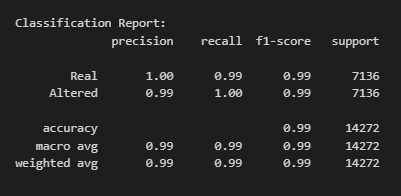 Classification Report:
precision recall f1-score support
Real 1.00 0.99 0.99 7136
Altered 0.99 1.00 0.99 7136
accuracy 0.99 14272
macro avg 0.99 0.99 0.99 14272
weighted avg 0.99 0.99 0.99 14272